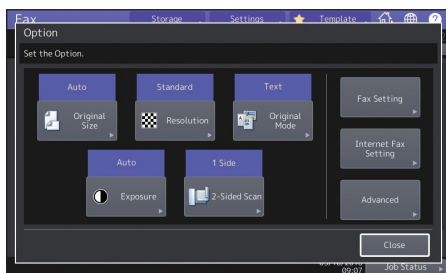 Fax
Storage
Settings
Template
Option
Set the Option.
Auto
Standard
Text
Original
Size
Resolution
Original
Mode
Fax Setting
Auto
1 Side
Internet Fax
Setting
Exposure
2-Sided Scan
Advanced
Close
09:07
Job Status